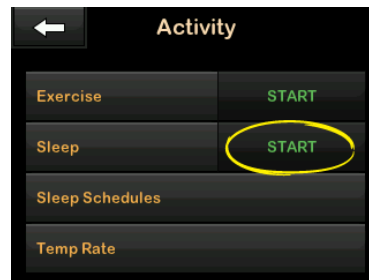 Activity
Exercise START
Sleep START
Sleep Schedules
Temp Rate